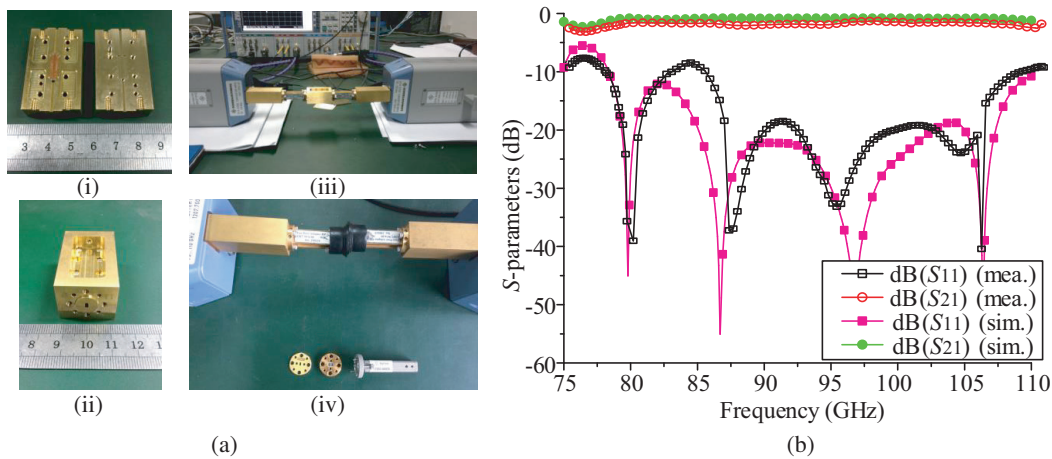 3 4 5 6 7 8 9
(i)
(iii)
8 9 10 11 12 1
(ii)
(iv)
(a)
0
-10
-20
-30
-40
-50
-60
S-parameters (dB)
dB(S11) (mea.)
dB(S21) (mea.)
dB(S11) (sim.)
dB(S21) (sim.)
75 80 85 90 95 100 105 110
Frequency (GHz)
(b)